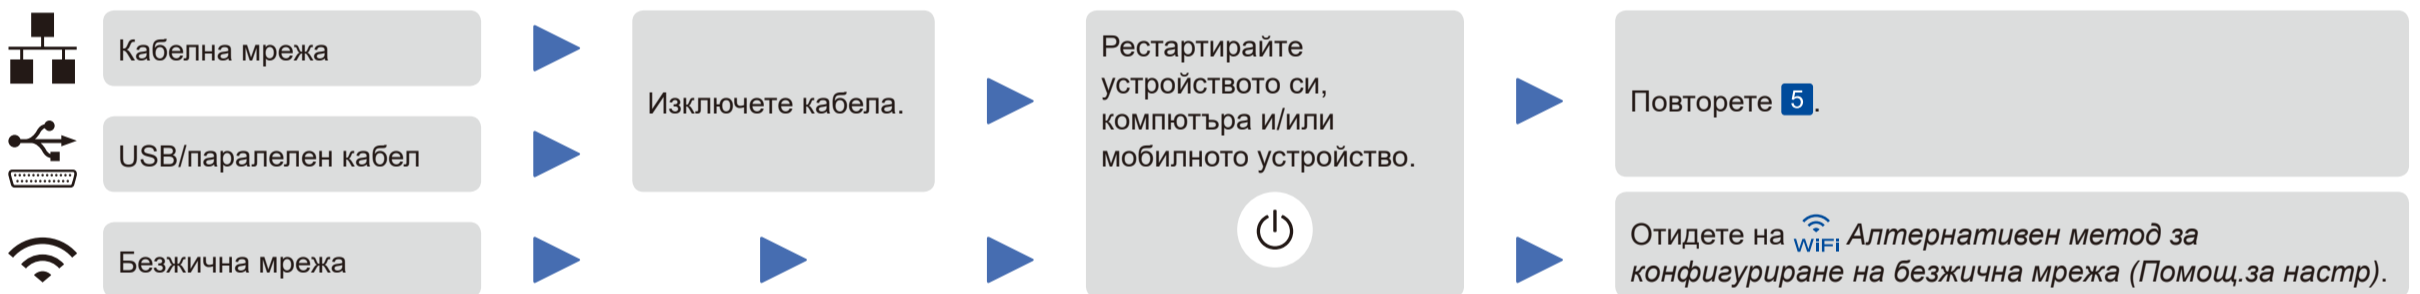 Кабелна мрежа
USB/паралелен кабел
Безжична мрежа
Изключете кабела.
Рестартирайте
устройството си,
компютъра и/или
мобилното устройство.
Повторете 5.
Отидете на WiFi Алтернативен метод за
конфигуриране на безжична мрежа (Помощ.за настр).